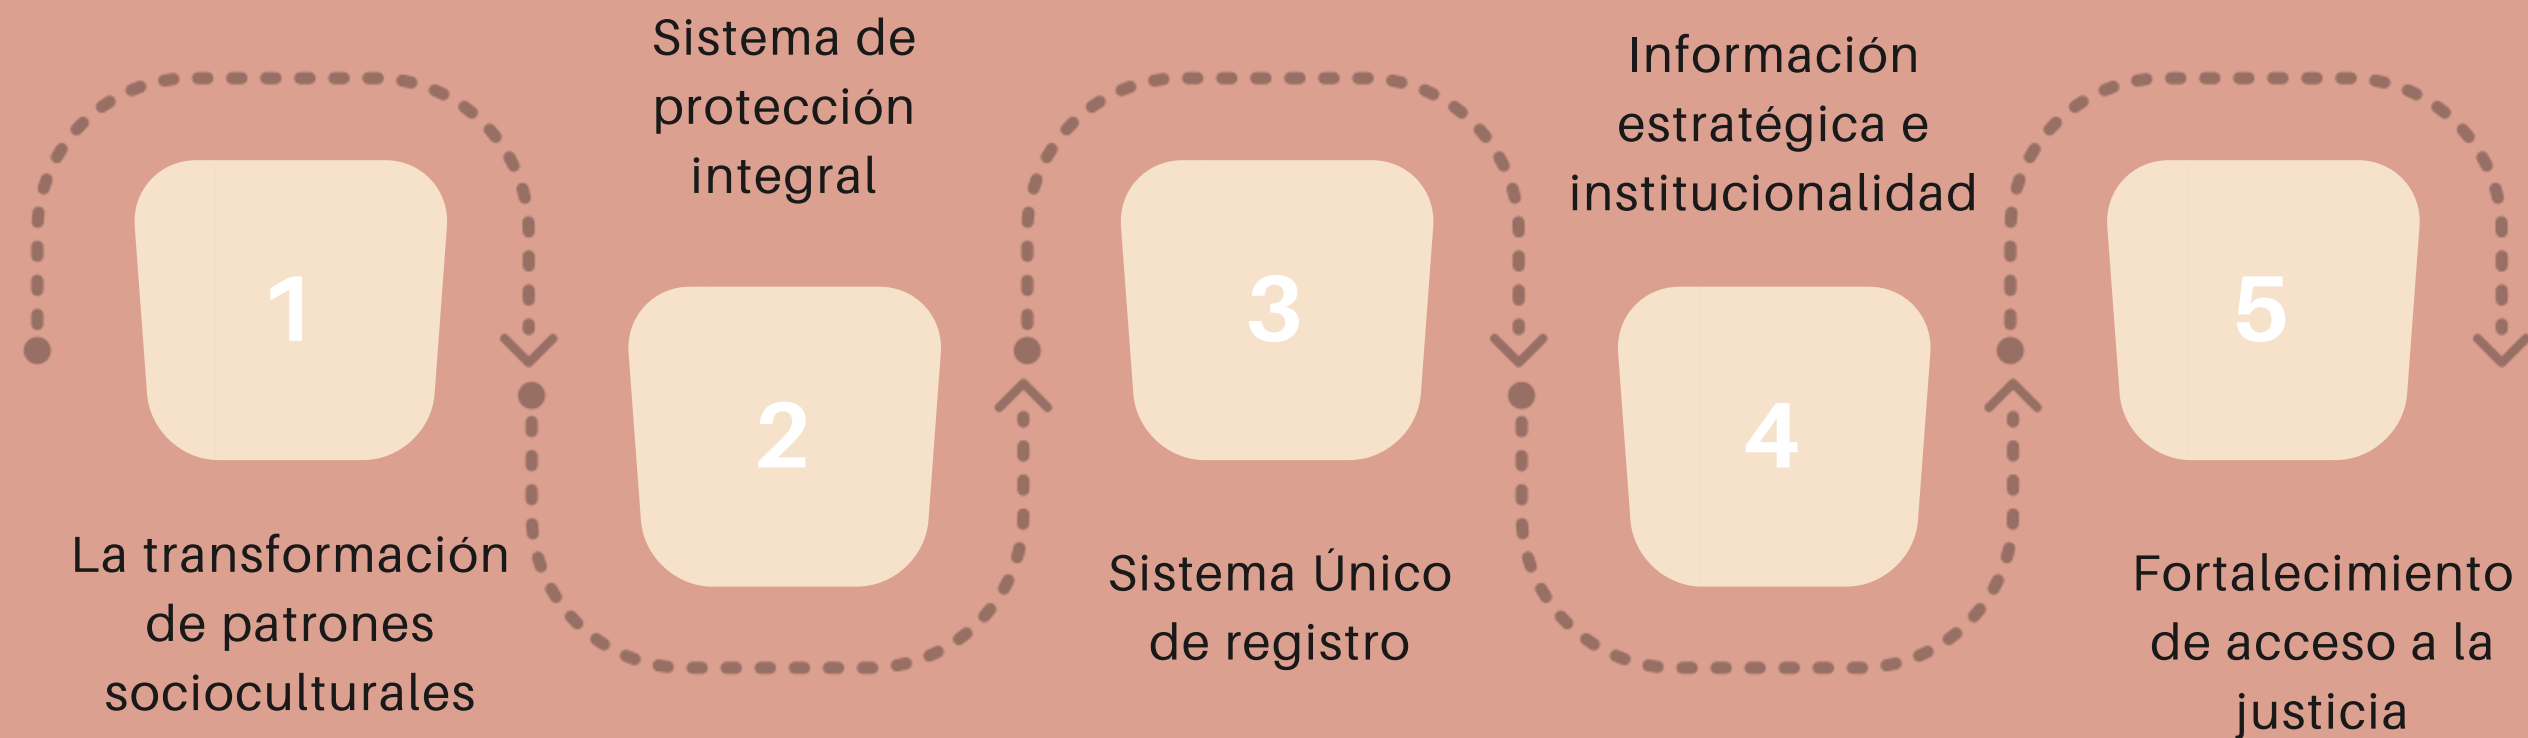 1
La transformación
de patrones
socioculturales
Sistema de
protección
integral
2
3
Sistema Único
de registro
Información
estratégica e
institucionalidad
4
5
Fortalecimiento
de acceso a la
justicia